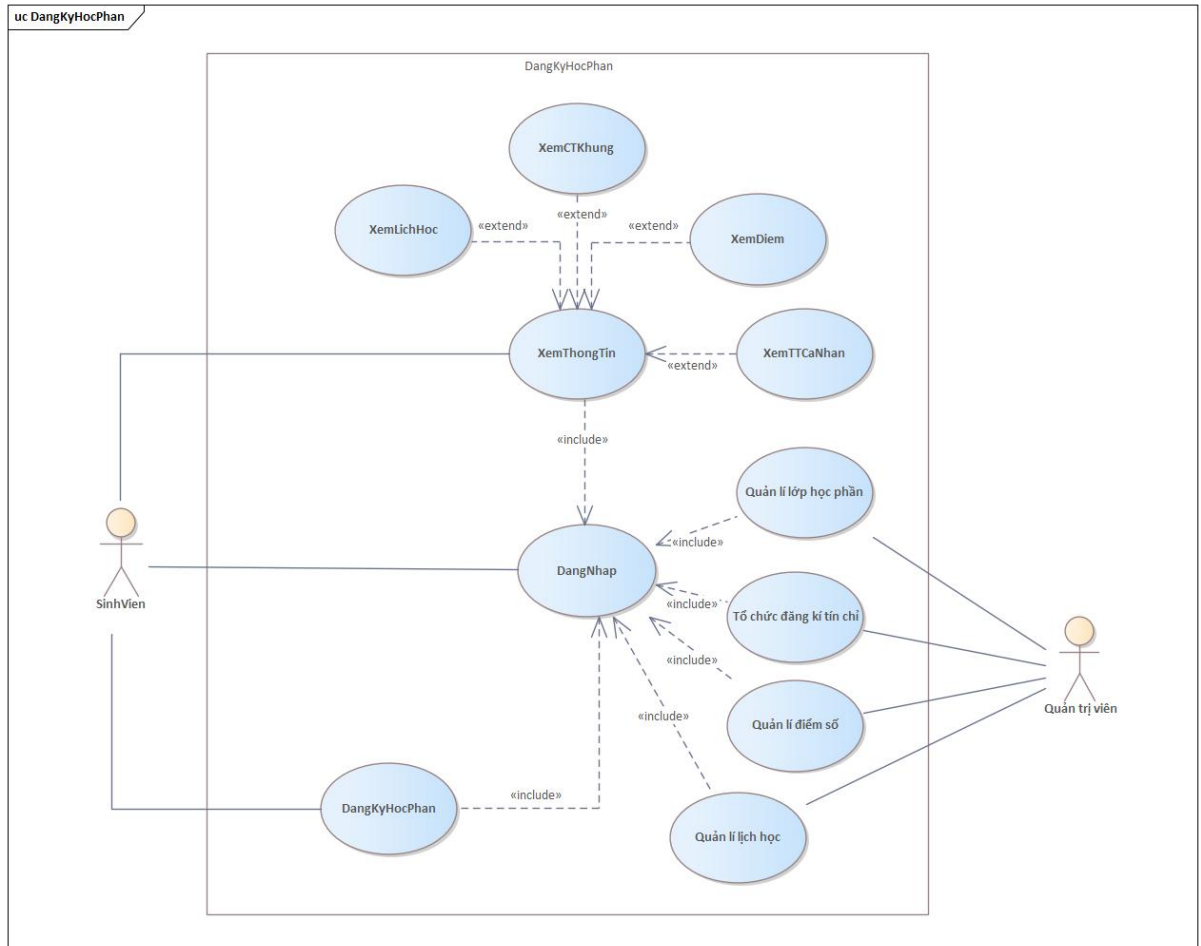 uc DangKyHocPhan
DangKyHocPhan
XemCTKhung
XemLichHoc
«extend»
«extend»
«extend»
XemDiem
XemThongTin
«extend»
XemTTCaNhan
«include»
Quản lí lớp học phần
«include»
DangNhap
SinhVien
«include»
Tổ chức đăng kí tín chỉ
«include»
Quản trị viên
«include»
Quản lí điểm số
«include»
DangKyHocPhan
Quản lí lịch học